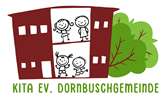 KITA EV. DORNBUSCHGEMEINDE